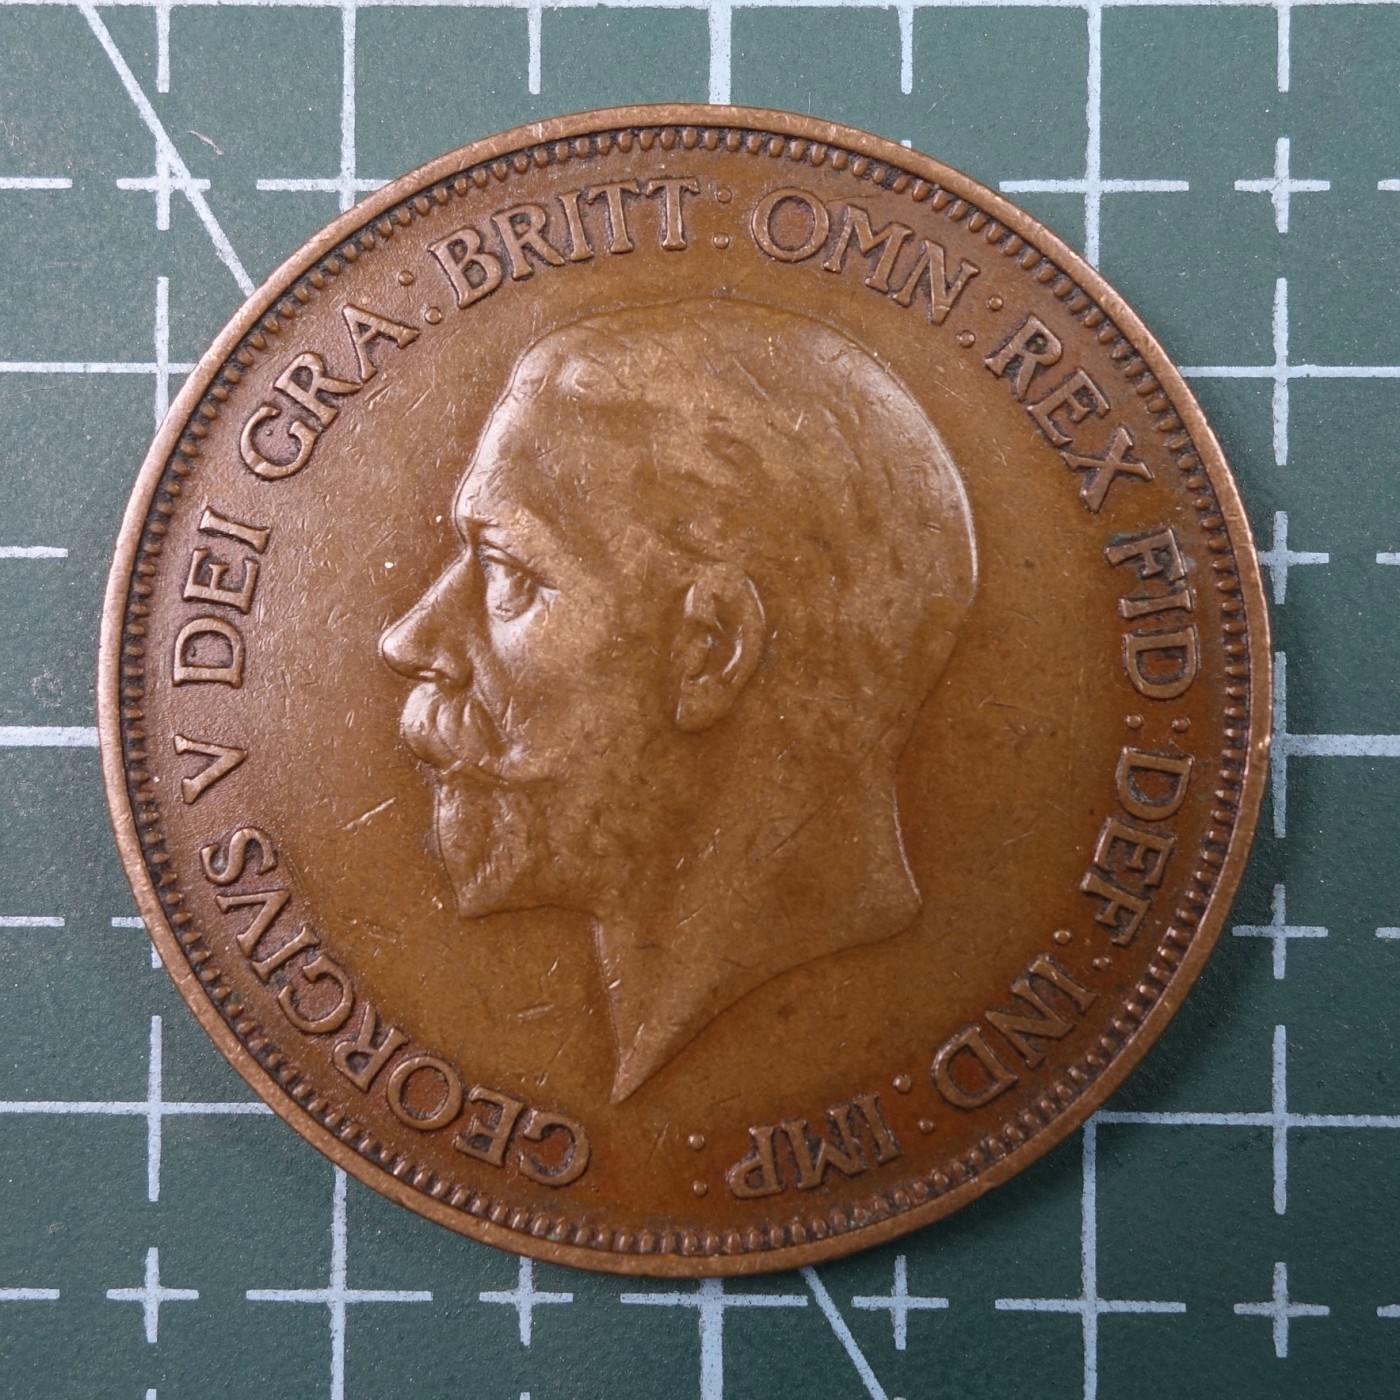 GEORGIVS V DEI GRA: BRITT: OMN: REX FID: DEF: IND: IMP: